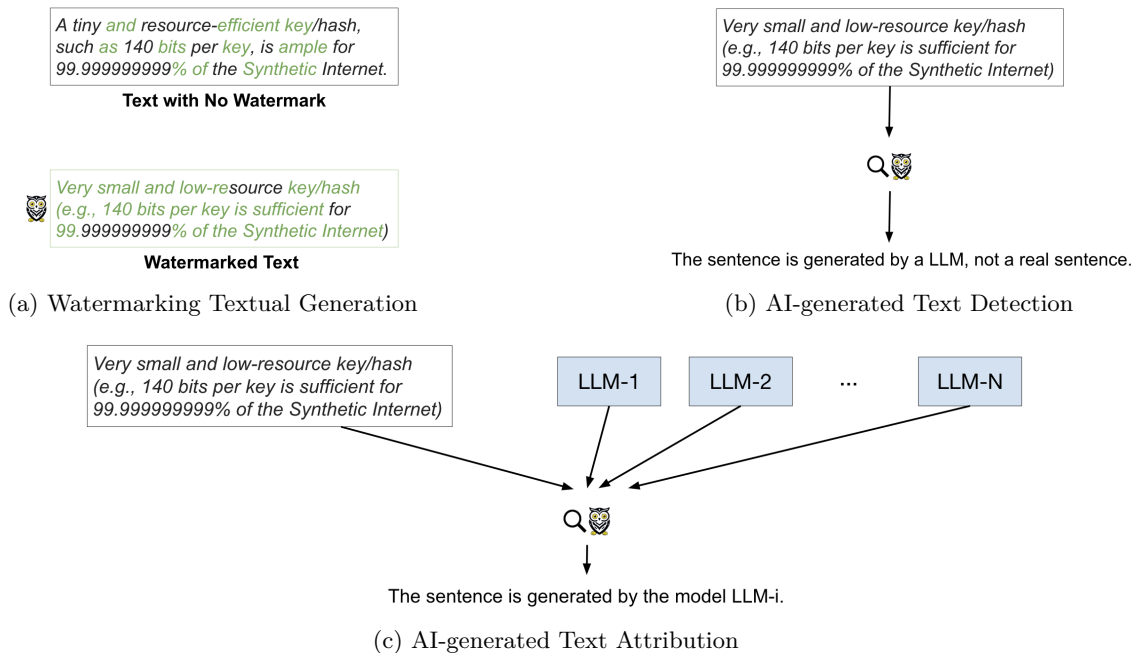 A tiny and resource-efficient key/hash,
such as 140 bits per key, is ample for
99.999999999% of the Synthetic Internet.
Text with No Watermark
Very small and low-resource key/hash
(e.g., 140 bits per key is sufficient for
99.999999999% of the Synthetic Internet)
Watermarked Text
(a) Watermarking Textual Generation
Very small and low-resource key/hash
(e.g., 140 bits per key is sufficient for
99.999999999% of the Synthetic Internet)
The sentence is generated by a LLM, not a real sentence.
(b) AI-generated Text Detection
Very small and low-resource key/hash
(e.g., 140 bits per key is sufficient for
99.999999999% of the Synthetic Internet)
LLM-1
LLM-2
...
LLM-N
The sentence is generated by the model LLM-i.
(c) AI-generated Text Attribution